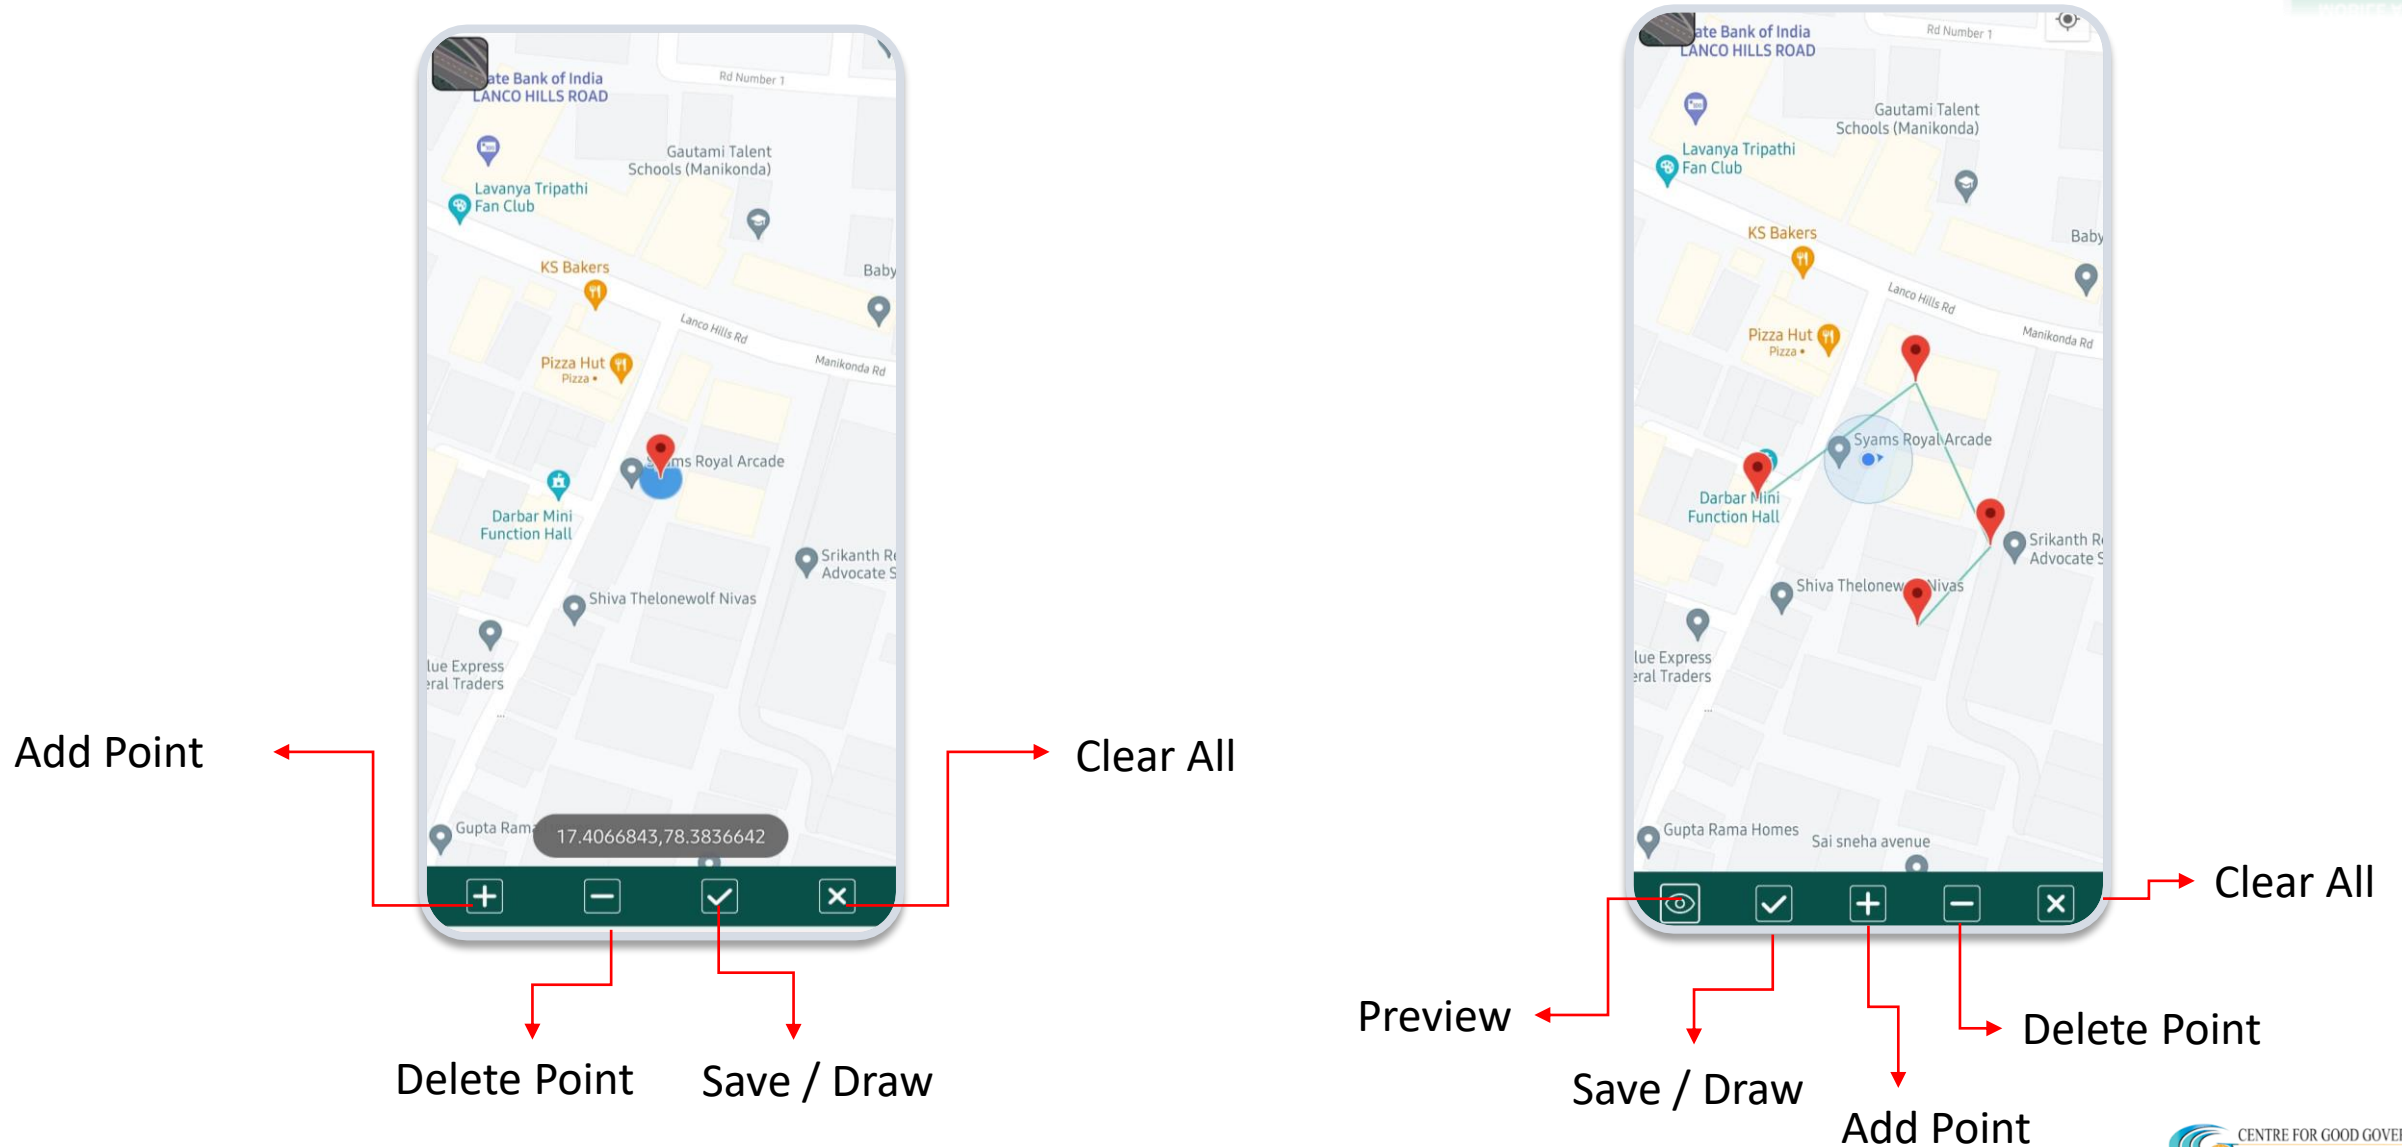 ate Bank of India
LANCO HILLS ROAD
Rd Number 1
Gautami Talent
Schools (Manikonda)
Lavanya Tripathi
Fan Club
KS Bakers
Baby
Lanco Hills Rd
Pizza Hut
Pizza •
Manikonda Rd
ms Royal Arcade
Darbar Mini
Function Hall
Srikanth Re
Advocate S
Shiva Thelonewolf Nivas
lue Express
eral Traders
...
Gupta Ram
17.4066843,78.3836642
Add Point
Clear All
Delete Point
Save / Draw
ate Bank of India
LANCO HILLS ROAD
Rd Number 1
Gautami Talent
Schools (Manikonda)
Lavanya Tripathi
Fan Club
KS Bakers
Baby
Lanco Hills Rd
Pizza Hut
Pizza •
Manikonda Rd
Syams Royal Arcade
Darbar Mini
Function Hall
Srikanth R
Advocate S
Shiva Thelonew Nivas
lue Express
eral Traders
...
Gupta Rama Homes
Sai sneha avenue
Clear All
Preview
Delete Point
Save / Draw
Add Point
CENTRE FOR GOOD GOVE